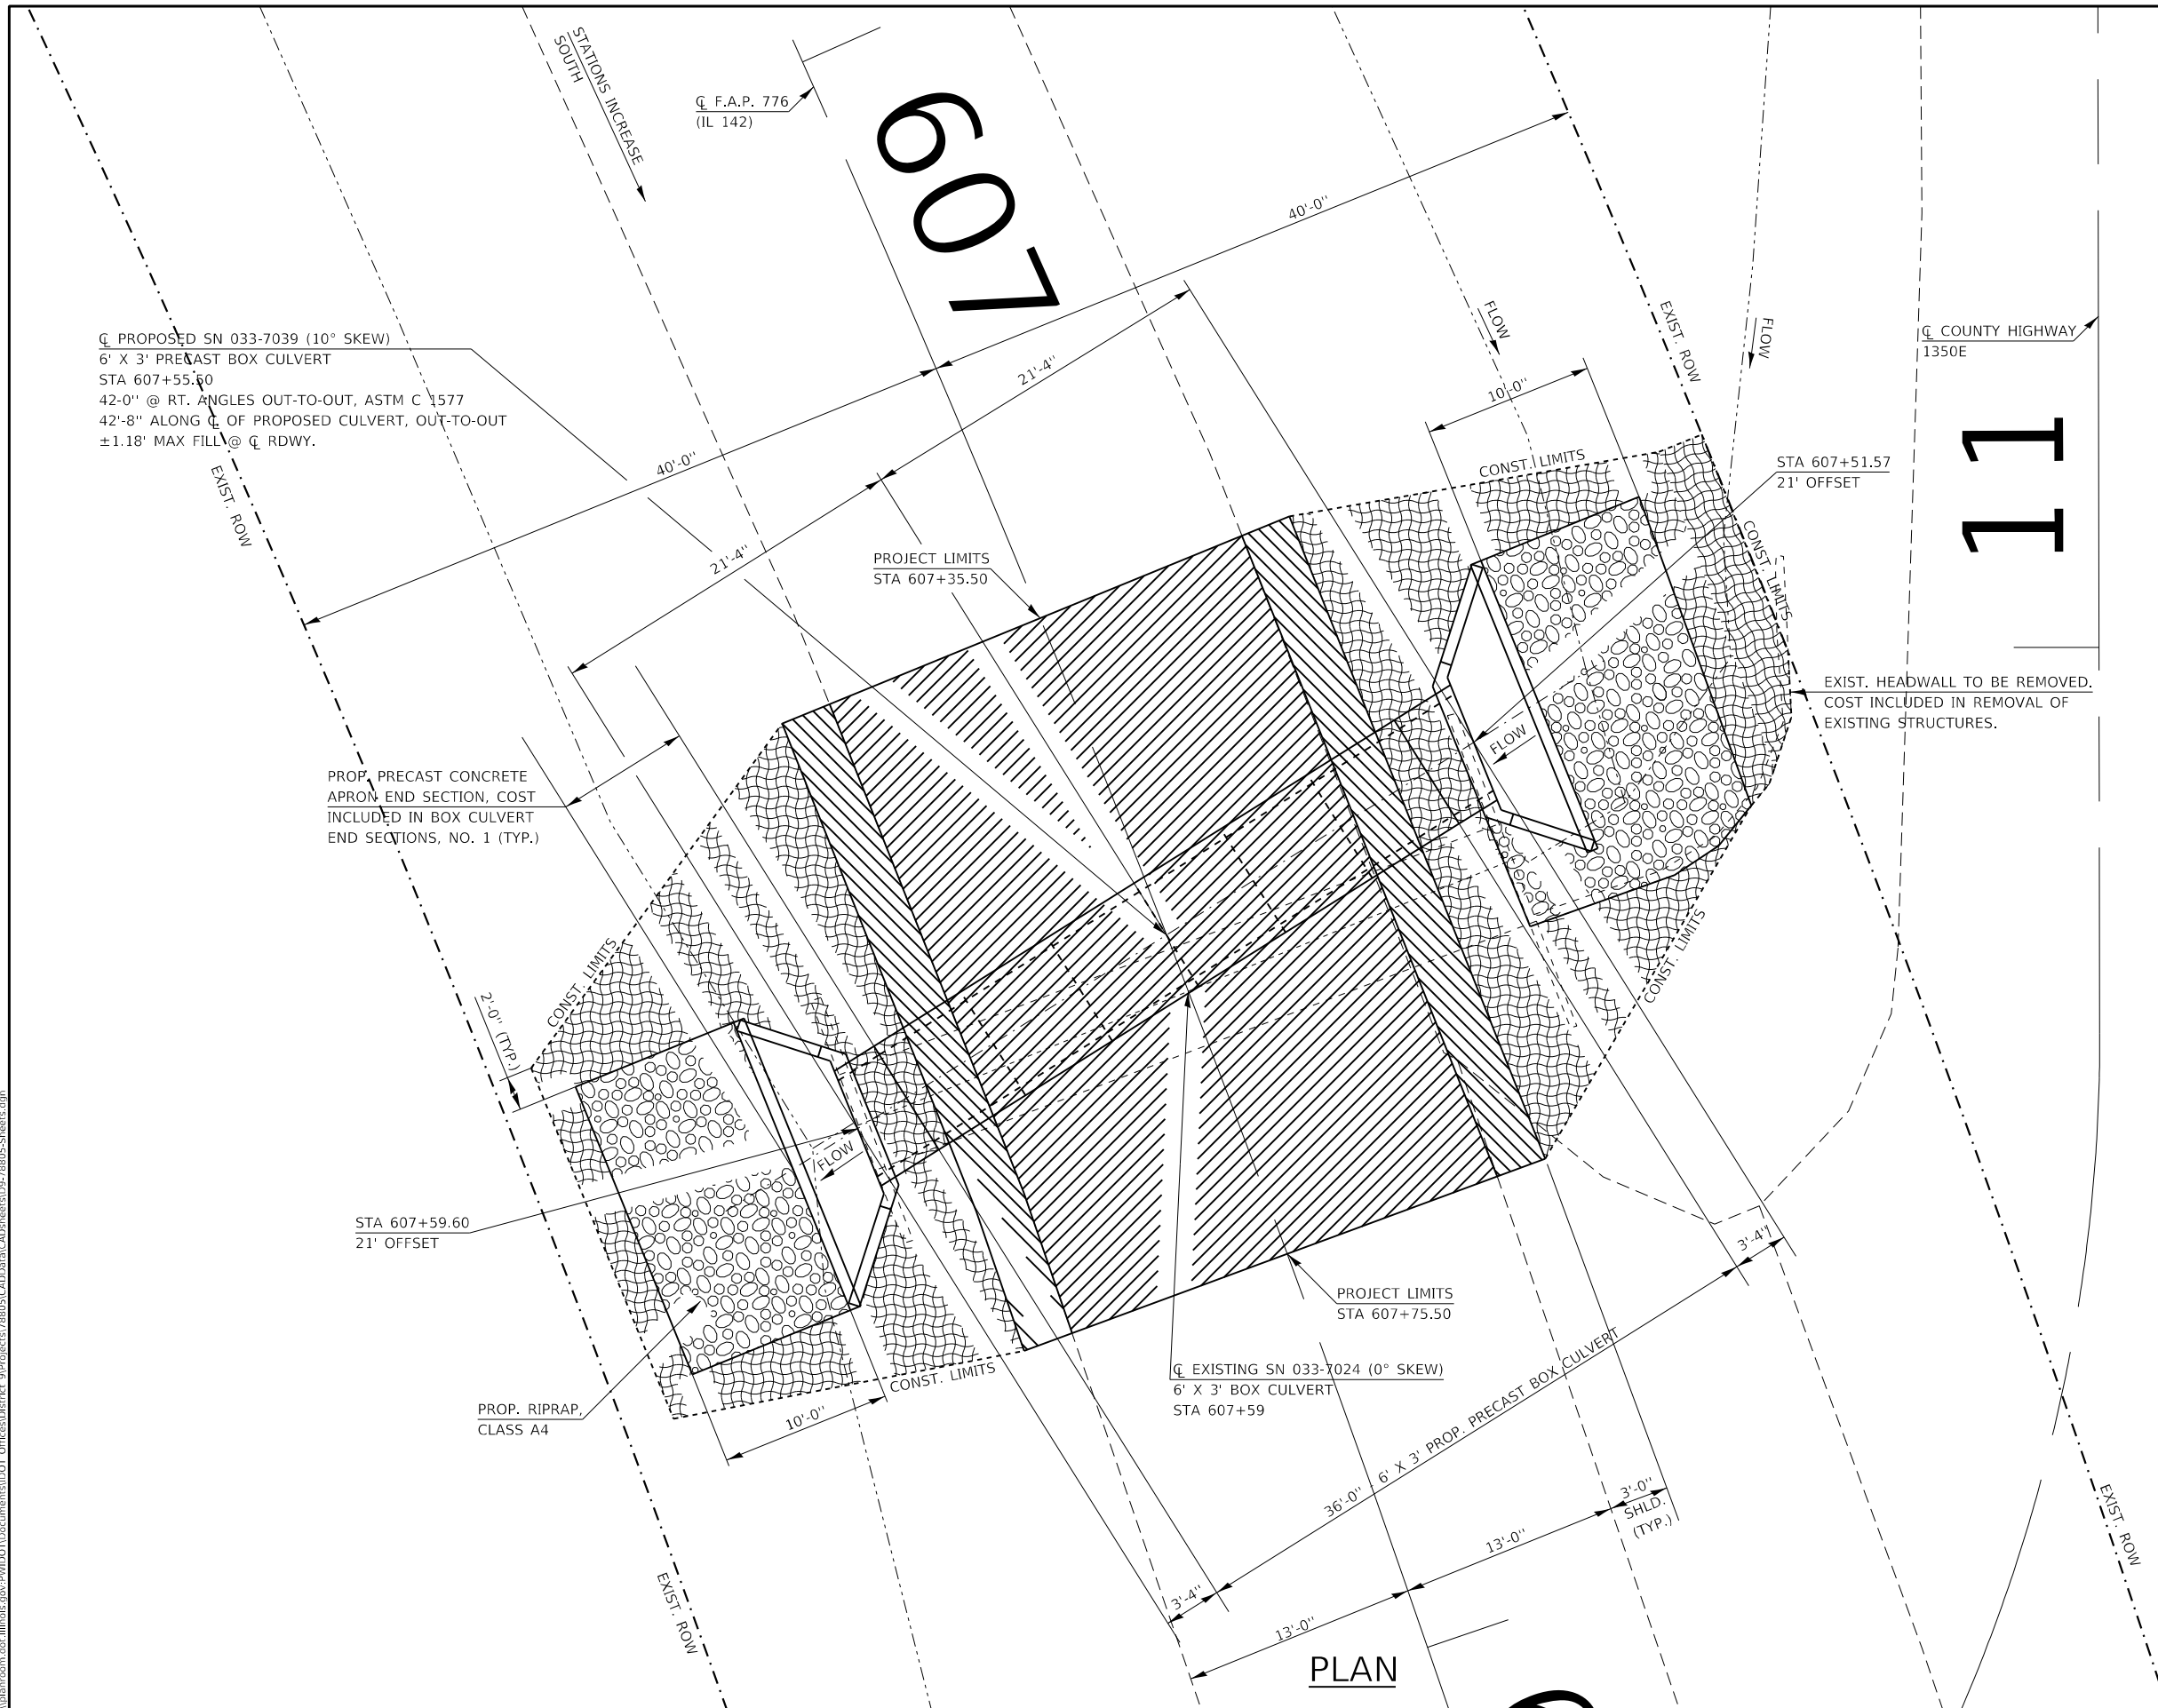 STATIONS INCREASE
SOUTH
℄ F.A.P. 776
(IL 142)
607
40'-0"
21'-4"
FLOW
EXIST. ROW
FLOW
℄ COUNTY HIGHWAY
1350E
11
℄ PROPOSED SN 033-7039 (10° SKEW)
6' X 3' PRECAST BOX CULVERT
STA 607+55.50
42-0" @ RT. ANGLES OUT-TO-OUT, ASTM C 1577
42'-8" ALONG ℄ OF PROPOSED CULVERT, OUT-TO-OUT
±1.18' MAX FILL @ ℄ RDWY.
10'-0"
CONST. LIMITS
STA 607+51.57
21' OFFSET
EXIST. ROW
40'-0"
21'-4"
PROJECT LIMITS
STA 607+35.50
CONST. LIMITS
EXIST. HEADWALL TO BE REMOVED.
COST INCLUDED IN REMOVAL OF
EXISTING STRUCTURES.
FLOW
PROP. PRECAST CONCRETE
APRON END SECTION, COST
INCLUDED IN BOX CULVERT
END SECTIONS, NO. 1 (TYP.)
CONST. LIMITS
CONST. LIMITS
2'-0" (TYP.)
FLOW
STA 607+59.60
21' OFFSET
3'-4"
PROJECT LIMITS
STA 607+75.50
℄ EXISTING SN 033-7024 (0° SKEW)
6' X 3' BOX CULVERT
STA 607+59
CONST. LIMITS
PROP. RIPRAP,
CLASS A4
10'-0"
36'-0" - 6' X 3' PROP. PRECAST BOX CULVERT
3'-0"
SHLD.
(TYP.)
13'-0"
EXIST. ROW
EXIST. ROW
3'-4"
13'-0"
PLAN